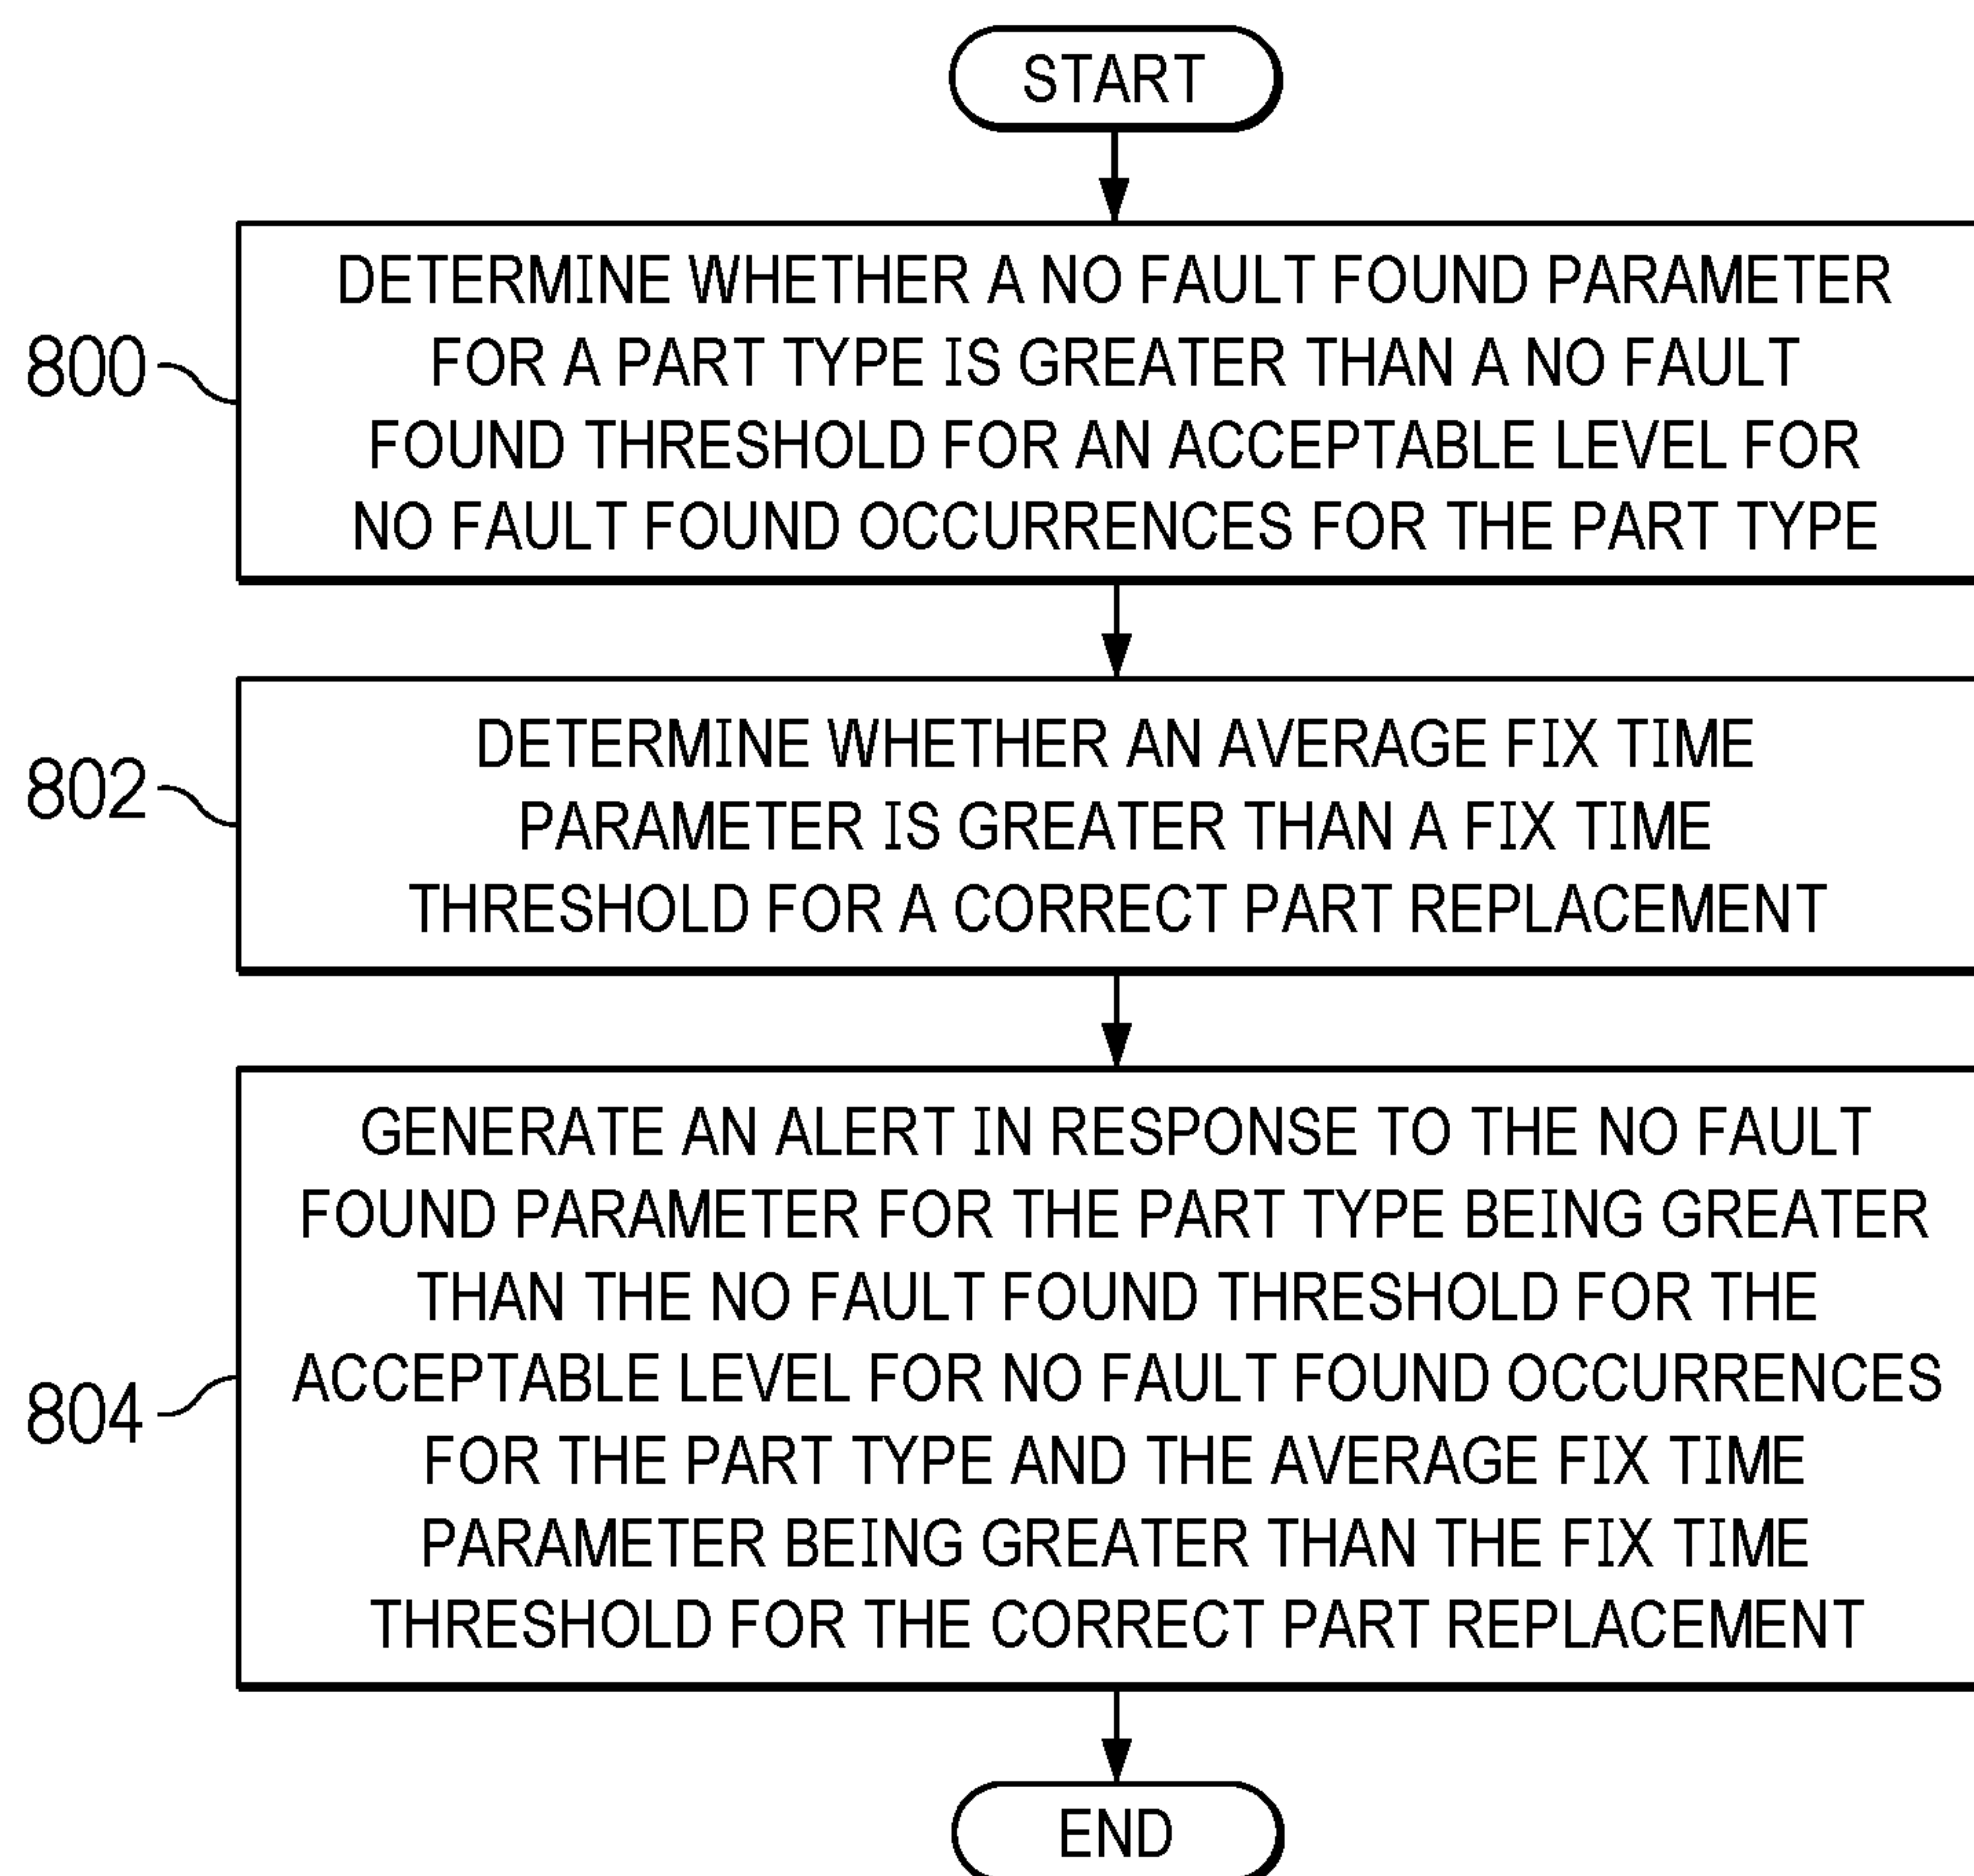 START
800
DETERMINE WHETHER A NO FAULT FOUND PARAMETER
FOR A PART TYPE IS GREATER THAN A NO FAULT
FOUND THRESHOLD FOR AN ACCEPTABLE LEVEL FOR
NO FAULT FOUND OCCURRENCES FOR THE PART TYPE
802
DETERMINE WHETHER AN AVERAGE FIX TIME
PARAMETER IS GREATER THAN A FIX TIME
THRESHOLD FOR A CORRECT PART REPLACEMENT
804
GENERATE AN ALERT IN RESPONSE TO THE NO FAULT
FOUND PARAMETER FOR THE PART TYPE BEING GREATER
THAN THE NO FAULT FOUND THRESHOLD FOR THE
ACCEPTABLE LEVEL FOR NO FAULT FOUND OCCURRENCES
FOR THE PART TYPE AND THE AVERAGE FIX TIME
PARAMETER BEING GREATER THAN THE FIX TIME
THRESHOLD FOR THE CORRECT PART REPLACEMENT
END